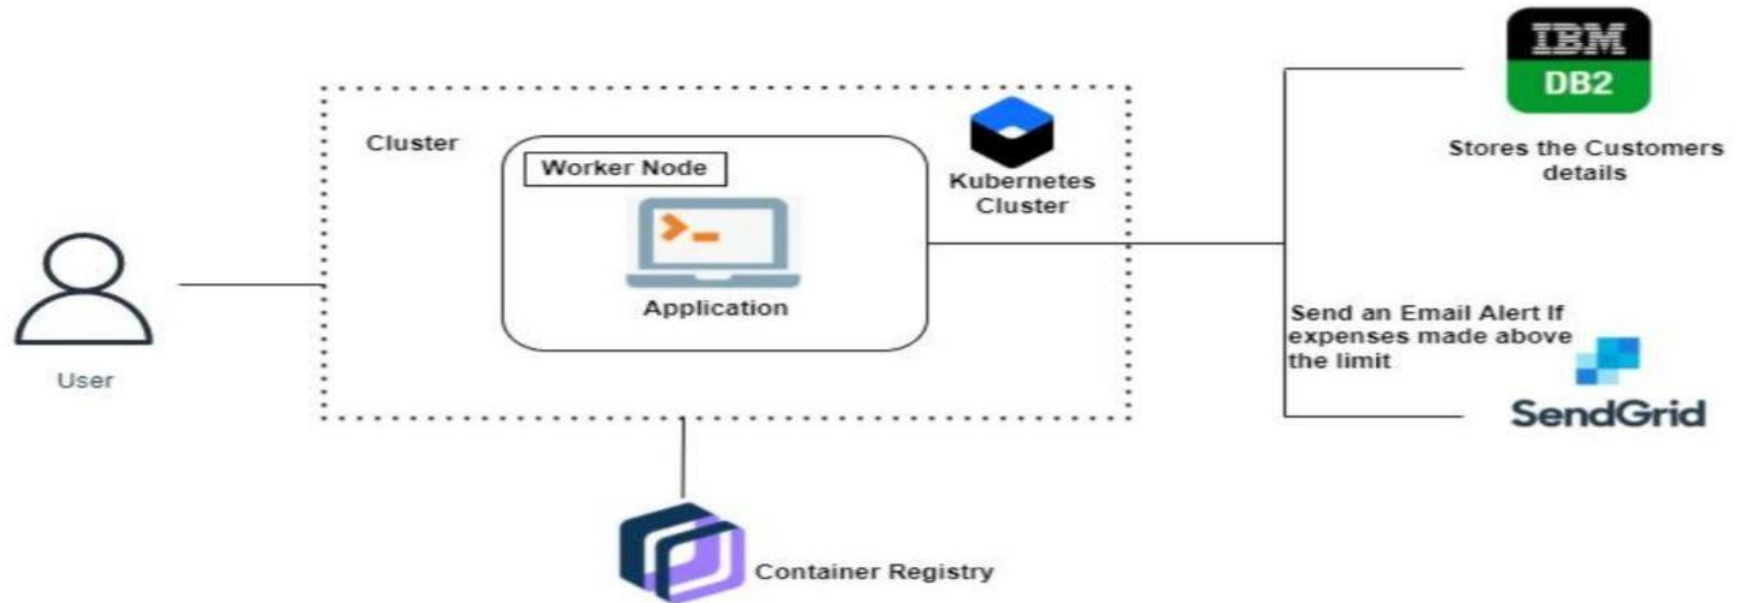 IBM
DB2
Cluster
Worker Node
Kubernetes
Cluster
Stores the Customers
details
Application
Send an Email Alert If
expenses made above
the limit
User
SendGrid
Container Registry